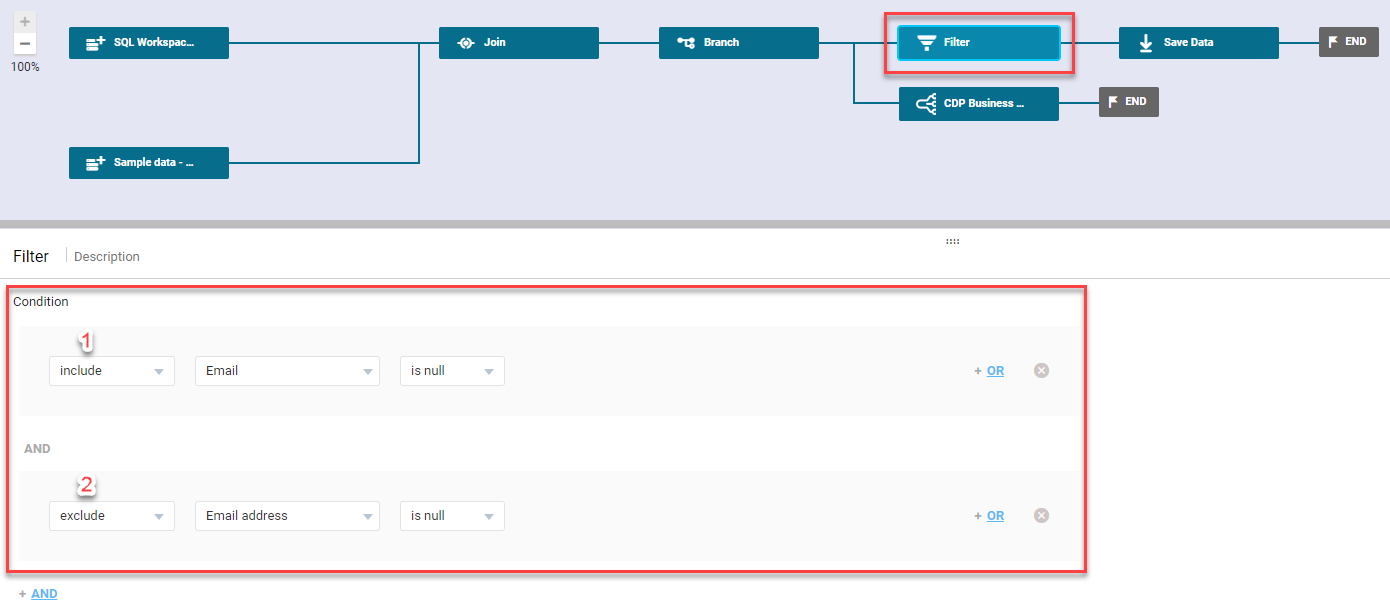 +
−
100%
SQL Workspac...
Join
Branch
Filter
Save Data
END
CDP Business ...
END
Sample data - ...
Filter
Description
Condition
1
include
Email
is null
+ OR
AND
2
exclude
Email address
is null
+ OR
+ AND